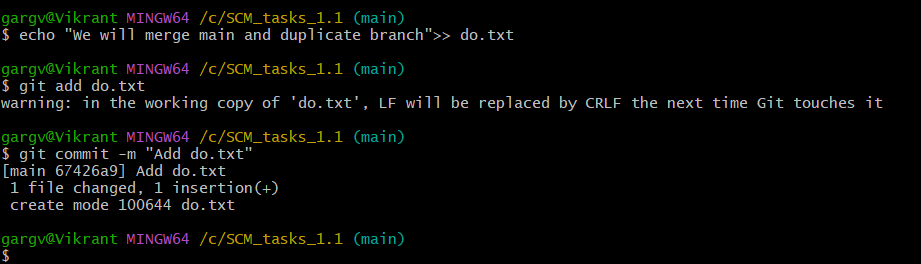 gargv@Vikrant MINGW64 /c/SCM_tasks_1.1 (main)
$ echo "We will merge main and duplicate branch">> do.txt
gargv@Vikrant MINGW64 /c/SCM_tasks_1.1 (main)
$ git add do.txt
warning: in the working copy of 'do.txt', LF will be replaced by CRLF the next time Git touches it
gargv@Vikrant MINGW64 /c/SCM_tasks_1.1 (main)
$ git commit -m "Add do.txt"
[main 67426a9] Add do.txt
 1 file changed, 1 insertion(+)
 create mode 100644 do.txt
gargv@Vikrant MINGW64 /c/SCM_tasks_1.1 (main)
$